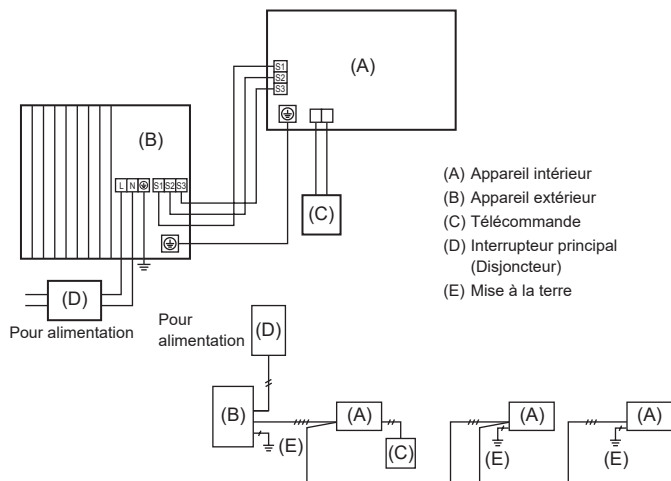 (A)
S1
S2
S3
(B)
L N S1 S2 S3
(C)
(D)
Pour alimentation
(A) Appareil intérieur
(B) Appareil extérieur
(C) Télécommande
(D) Interrupteur principal
(Disjoncteur)
(E) Mise à la terre
Pour
alimentation
(D)
(B)
(A)
(E)
(C)
(A)
(E)
(A)
(E)